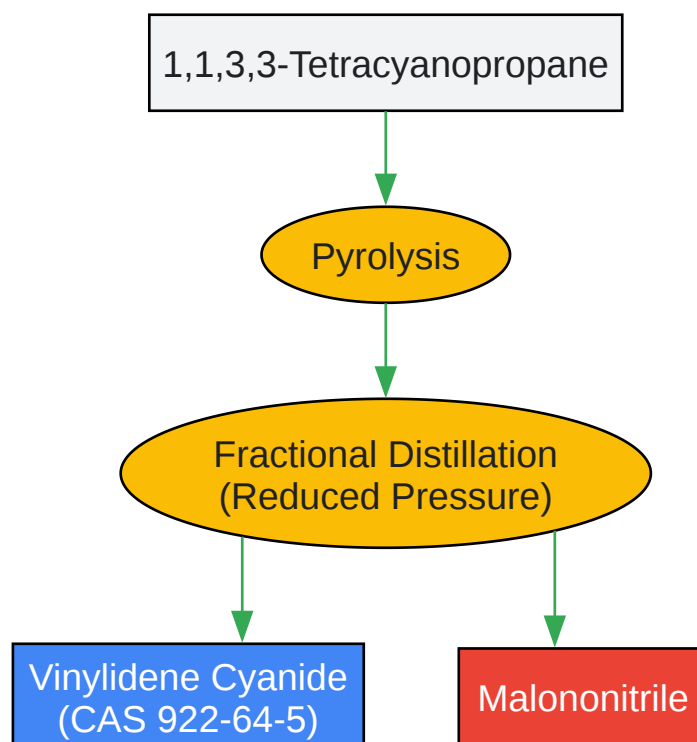 1,1,3,3-Tetracyanopropane
Pyrolysis
Fractional Distillation
(Reduced Pressure)
Vinylidene Cyanide
(CAS 922-64-5)
Malononitrile